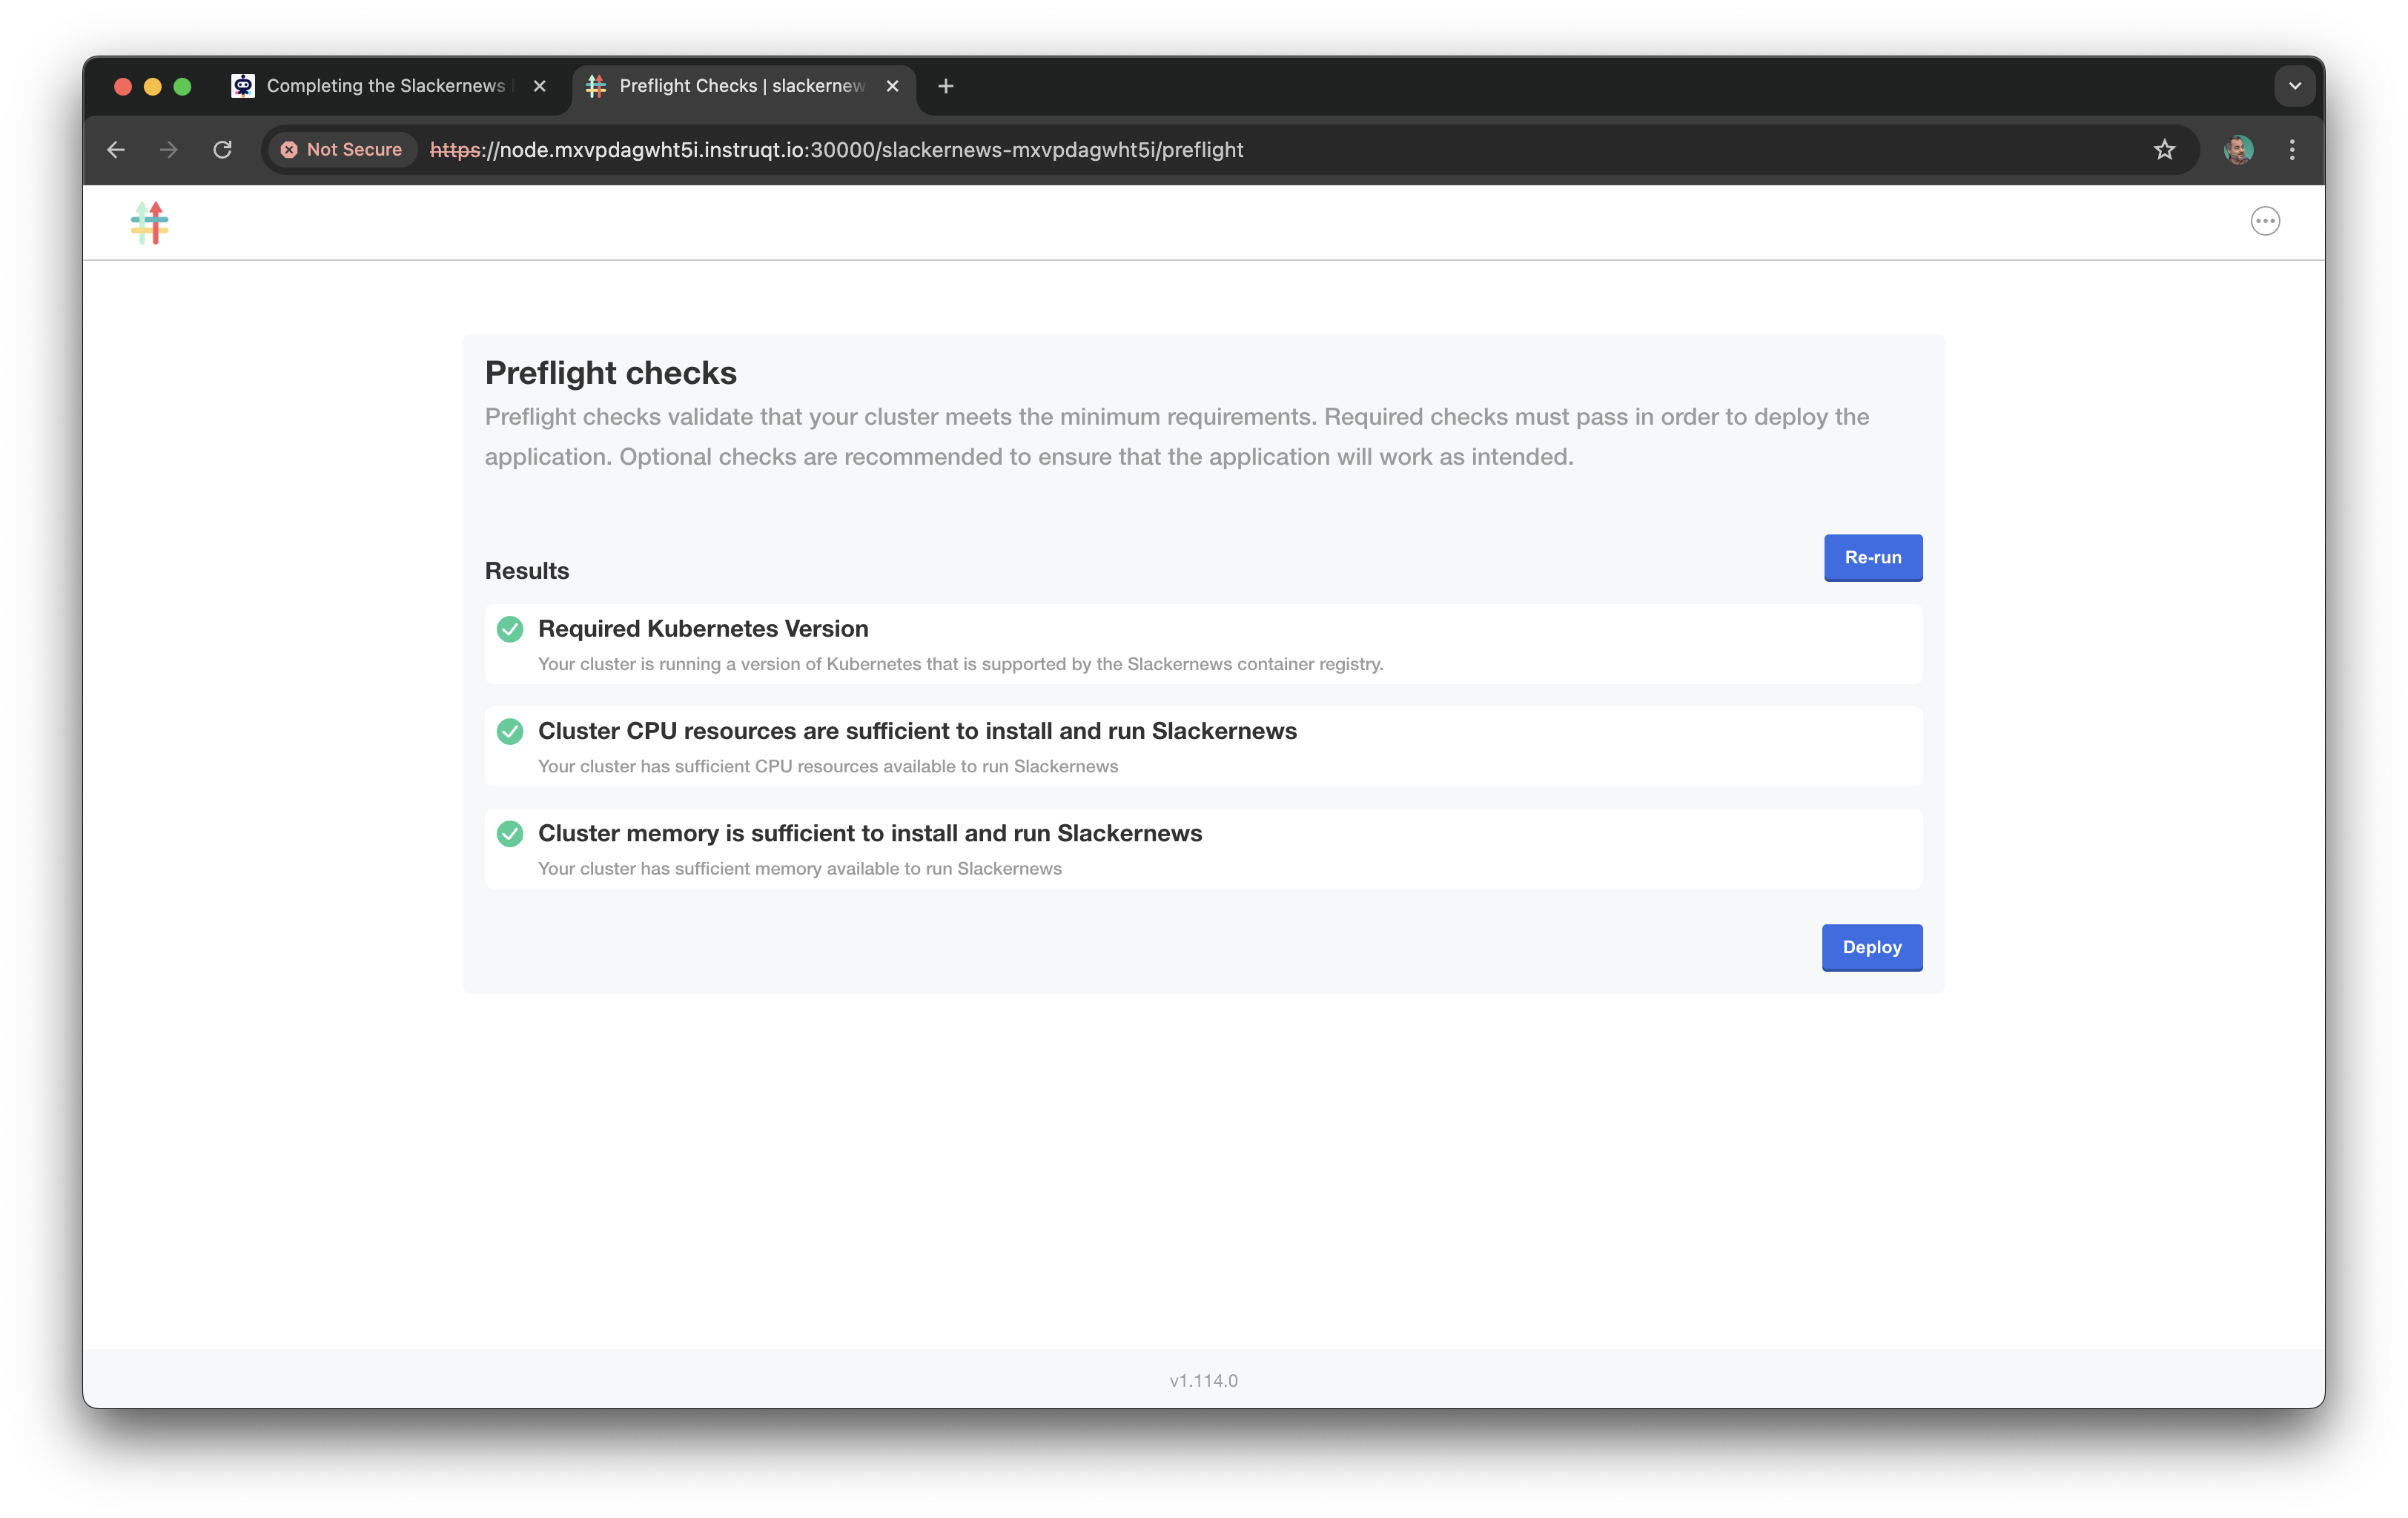 Completing the Slackernews
Preflight Checks | slackernew
Not Secure
https://node.mxvpdagwht5i.instruqt.io:30000/slackernews-mxvpdagwht5i/preflight
Preflight checks
Preflight checks validate that your cluster meets the minimum requirements. Required checks must pass in order to deploy the
application. Optional checks are recommended to ensure that the application will work as intended.
Re-run
Results
Required Kubernetes Version
Your cluster is running a version of Kubernetes that is supported by the Slackernews container registry.
Cluster CPU resources are sufficient to install and run Slackernews
Your cluster has sufficient CPU resources available to run Slackernews
Cluster memory is sufficient to install and run Slackernews
Your cluster has sufficient memory available to run Slackernews
Deploy
v1.114.0